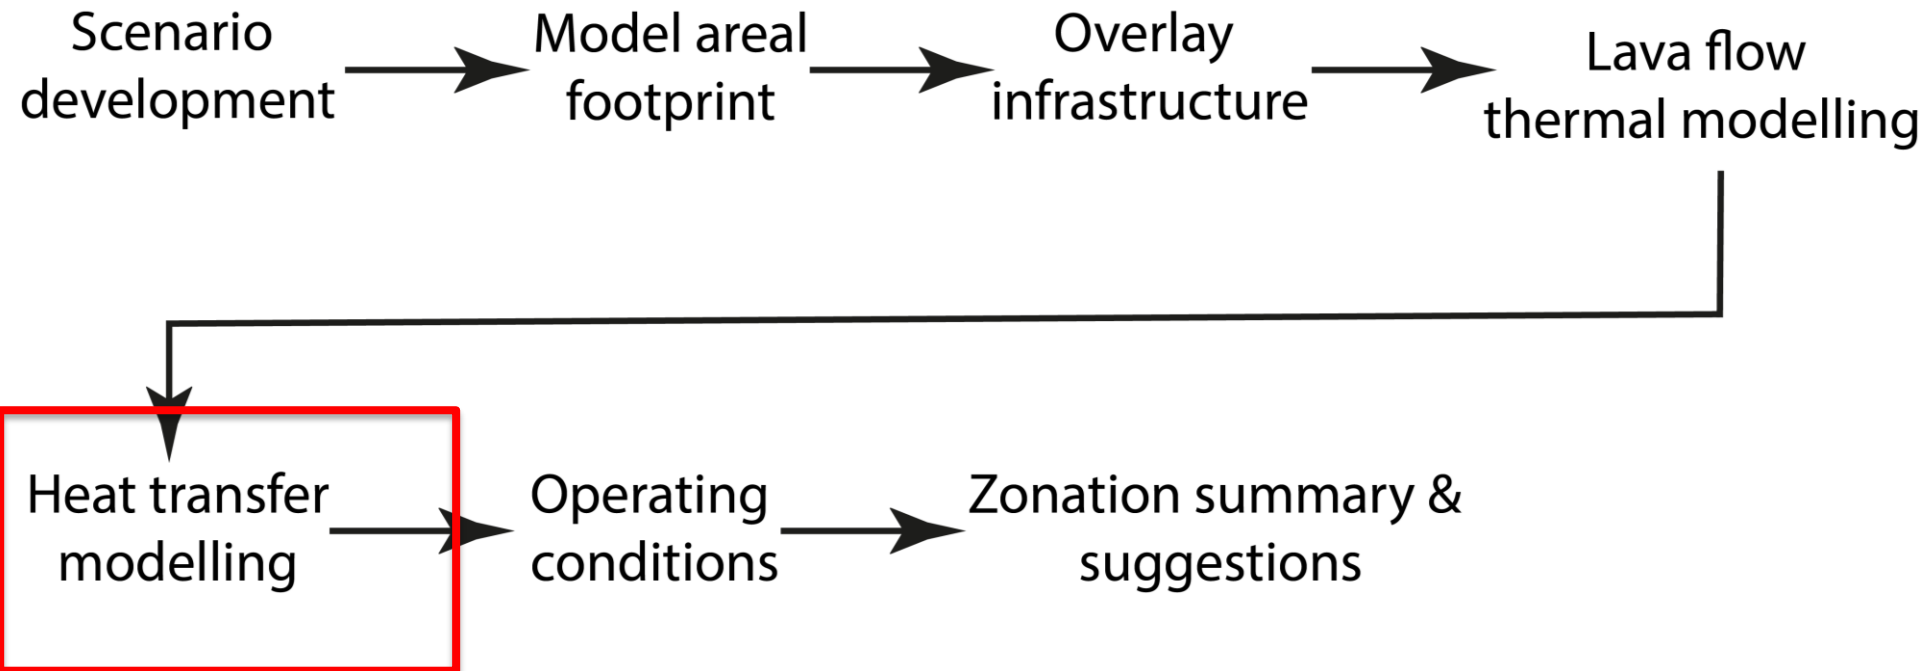 Scenario
development
Model areal
footprint
Overlay
infrastructure
Lava flow
thermal modelling
Heat transfer
modelling
Operating
conditions
Zonation summary &
suggestions